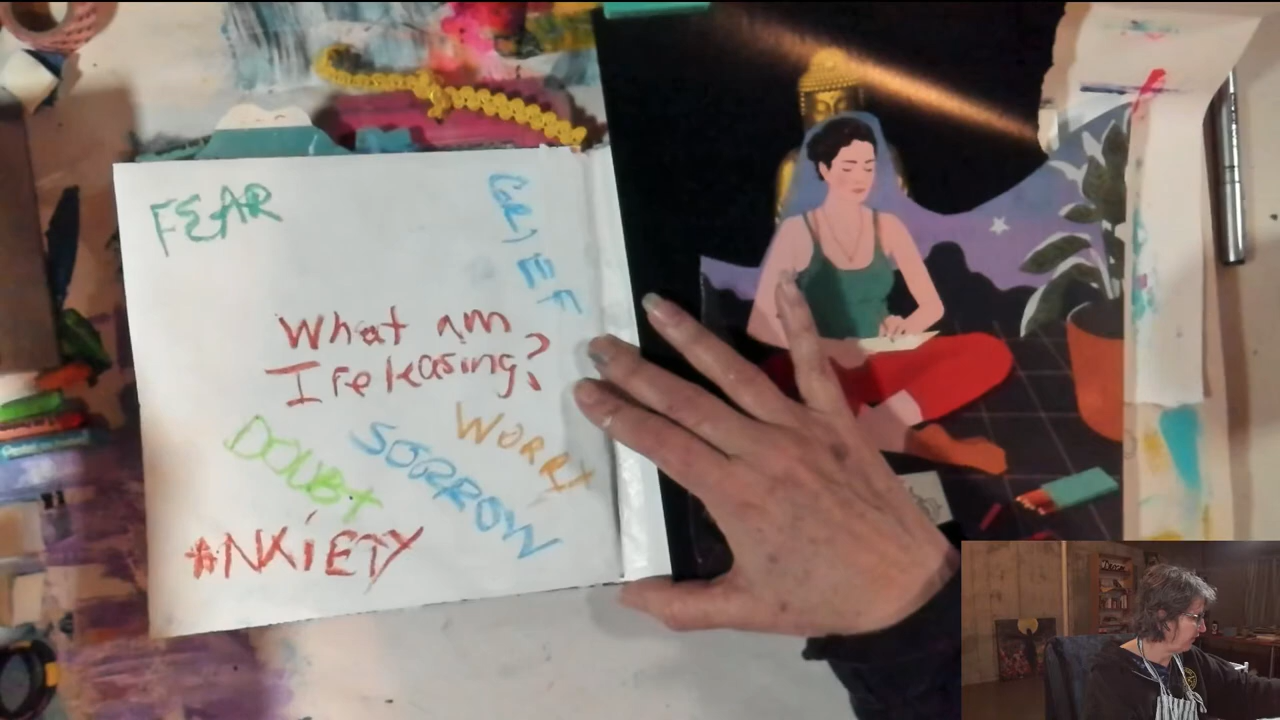 FEAR
GRIEF
What am
I releasing?
DOUBT
SORROW
WORRY
ANXIETY